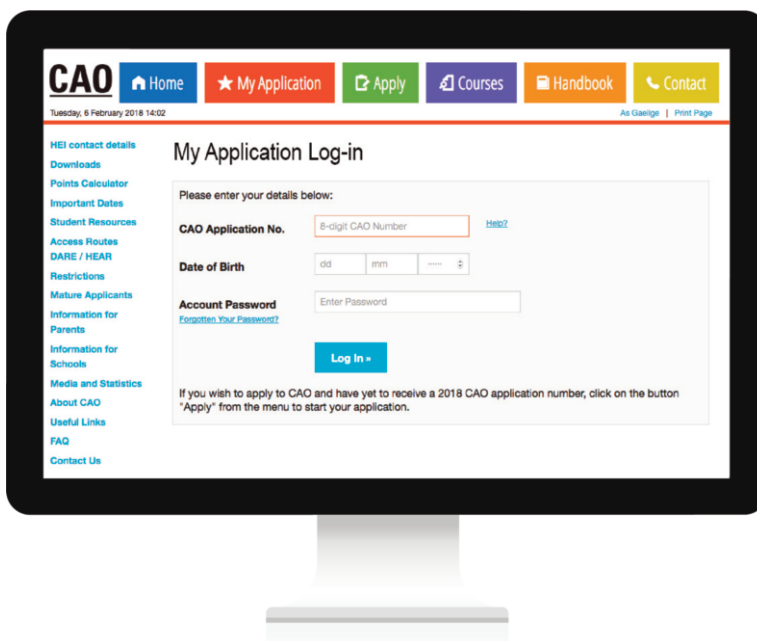 CAO
Home
My Application
Apply
Courses
Handbook
Contact
Tuesday, 6 February 2018 14:02
As Gaeilge | Print Page
HEI contact details
Downloads
Points Calculator
Important Dates
Student Resources
Access Routes
DARE / HEAR
Restrictions
Mature Applicants
Information for
Parents
Information for
Schools
Media and Statistics
About CAO
Useful Links
FAQ
Contact Us
My Application Log-in
Please enter your details below:
CAO Application No.
8-digit CAO Number
Help?
Date of Birth
dd
mm
----
Account Password
Enter Password
Forgotten Your Password?
Log In »
If you wish to apply to CAO and have yet to receive a 2018 CAO application number, click on the button
"Apply" from the menu to start your application.